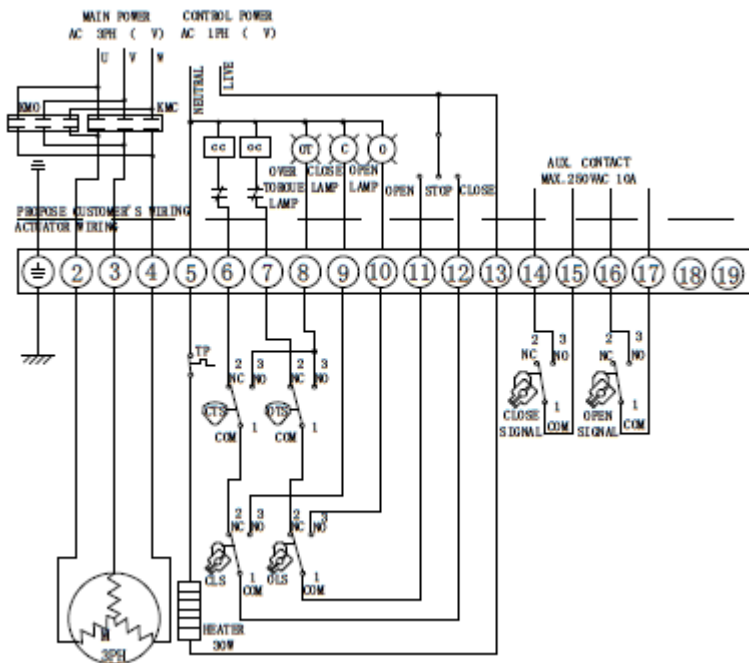 MAIN POWER CONTROL POWER
AC 3PH ( V) AC 1PH ( V)
U V W
NEUTRAL
LIVE
KMO KMC
CC OC OT C O
OVER TORQUE LAMP
CLOSE LAMP
OPEN LAMP
OPEN STOP CLOSE
AUX. CONTACT
MAX. 250VAC 10A
PROPOSE CUSTOMER'S WIRING
ACTUATOR WIRING
2 3 4 5 6 7 8 9 10 11 12 13 14 15 16 17 18 19
TP
2 3 2 3
NC NO NC NO
CTS OTS
1 1
COM COM
2 3 2 3
NC NO NC NO
CLS OLS
1 1
COM COM
HEATER
30W
M
3PH
2 3 2 3
NC NO NC NO
1 1
CLOSE SIGNAL COM
OPEN SIGNAL COM